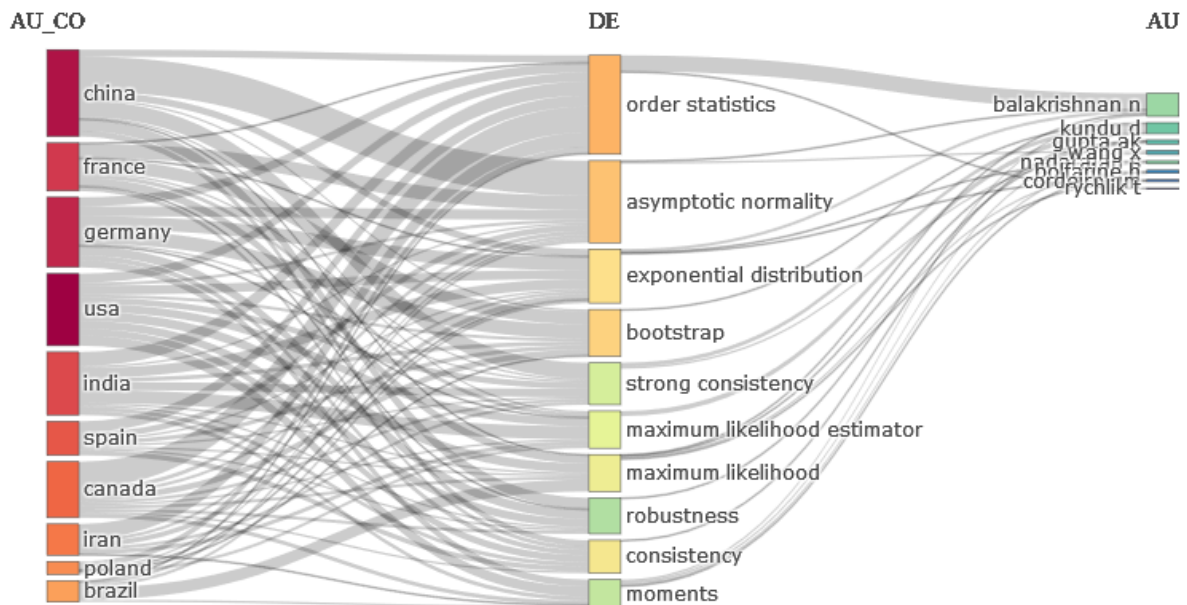 AU_CO
DE
AU
china
france
germany
usa
india
spain
canada
iran
poland
brazil
order statistics
asymptotic normality
exponential distribution
bootstrap
strong consistency
maximum likelihood estimator
maximum likelihood
robustness
consistency
moments
balakrishnan n
kundu d
gupta ak
wang x
bolfarine h
rychlik t